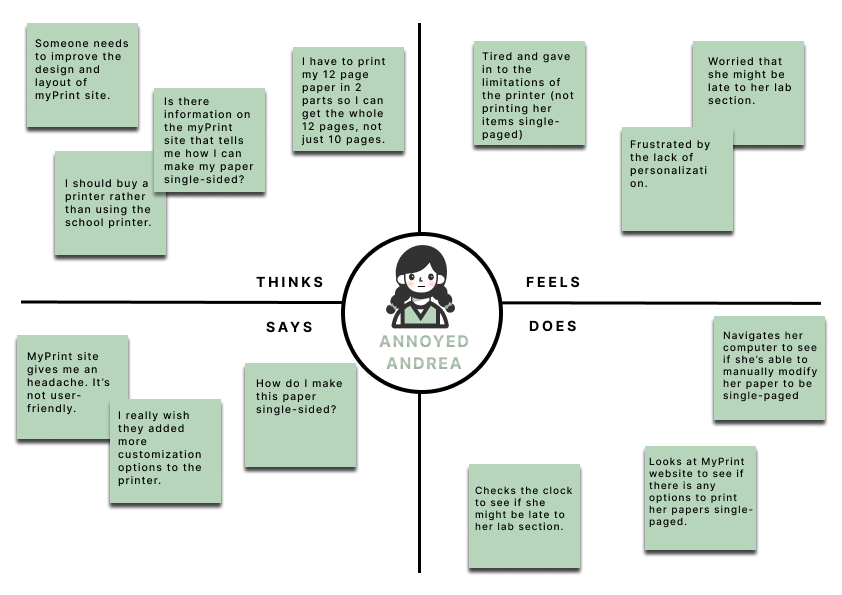 Someone needs
to improve the
design and
layout of
myPrint site.
Is there
information on
the myPrint
site that tells
me how I can
make my paper
single-sided?
I have to print
my 12 page
paper in 2
parts so I can
get the whole
12 pages, not
just 10 pages.
I should buy a
printer rather
than using the
school printer.
THINKS
Tired and gave
in to the
limitations of
the printer (not
printing her
items single-
paged)
Worried that
she might be
late to her lab
section.
Frustrated by
the lack of
personalizati
on.
FEELS
ANNOYED
ANDREA
SAYS
MyPrint site
gives me an
headache. It's
not user-
friendly.
I really wish
they added
more
customization
options to the
printer.
How do I make
this paper
single-sided?
DOES
Navigates her
computer to see
if she's able to
manually modify
her paper to be
single-paged
Checks the clock
to see if she
might be late to
her lab section.
Looks at MyPrint
website to see if
there is any
options to print
her papers single-
paged.